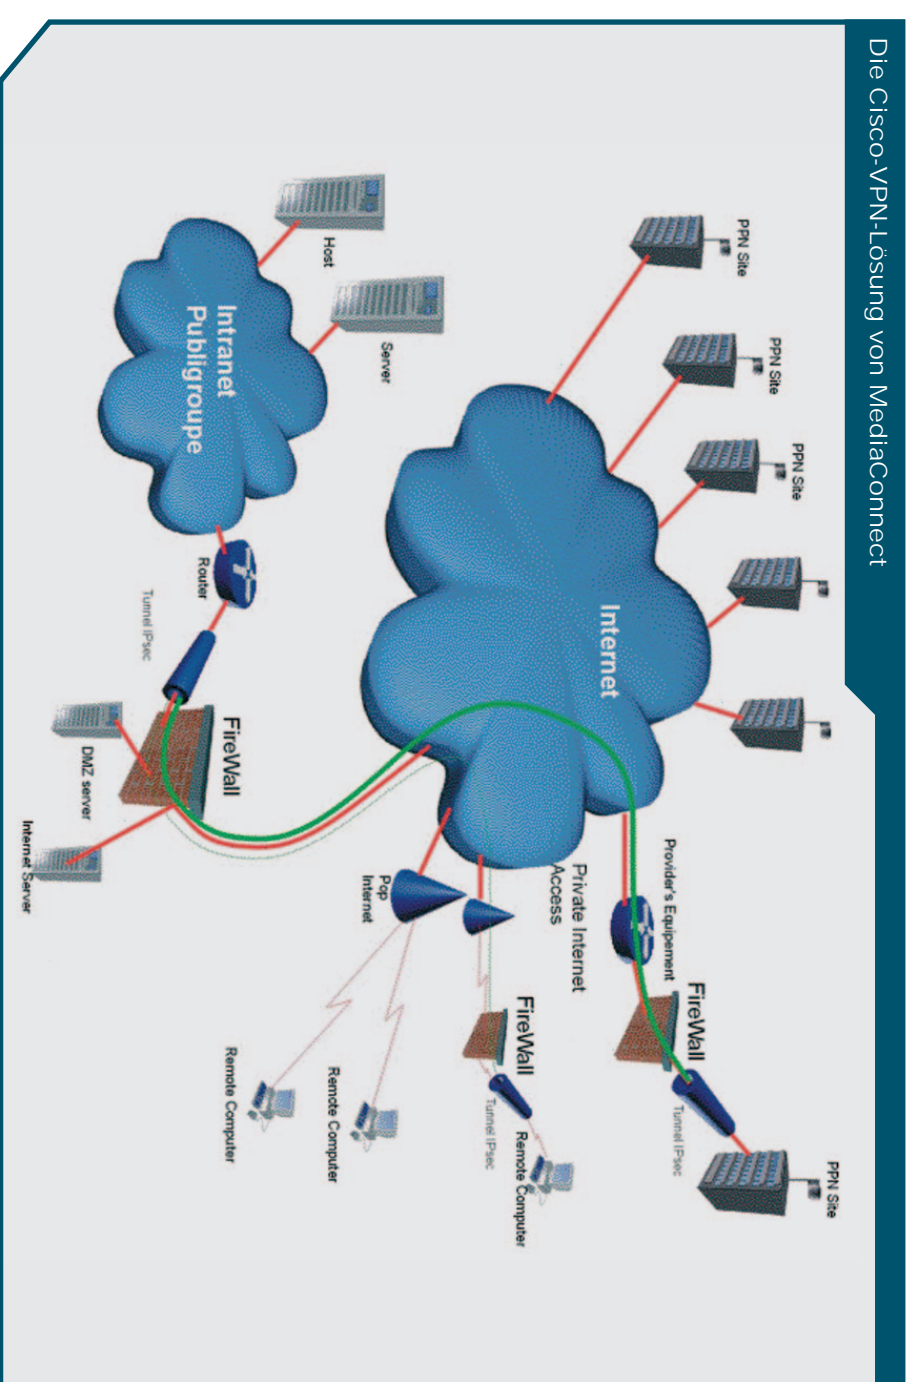 Die Cisco-VPN-Lösung von MediaConnect
PPN Site
PPN Site
PPN Site
Host
Server
Intranet
Publigroupe
Internet
Router
Tunnel IPsec
FireWall
DMZ server
Internet Server
Provider's Equipement
Private Internet
Access
Pop
Internet
FireWall
FireWall
Tunnel IPsec
Tunnel IPsec
PPN Site
Remote Computer
Remote Computer
Remote Computer